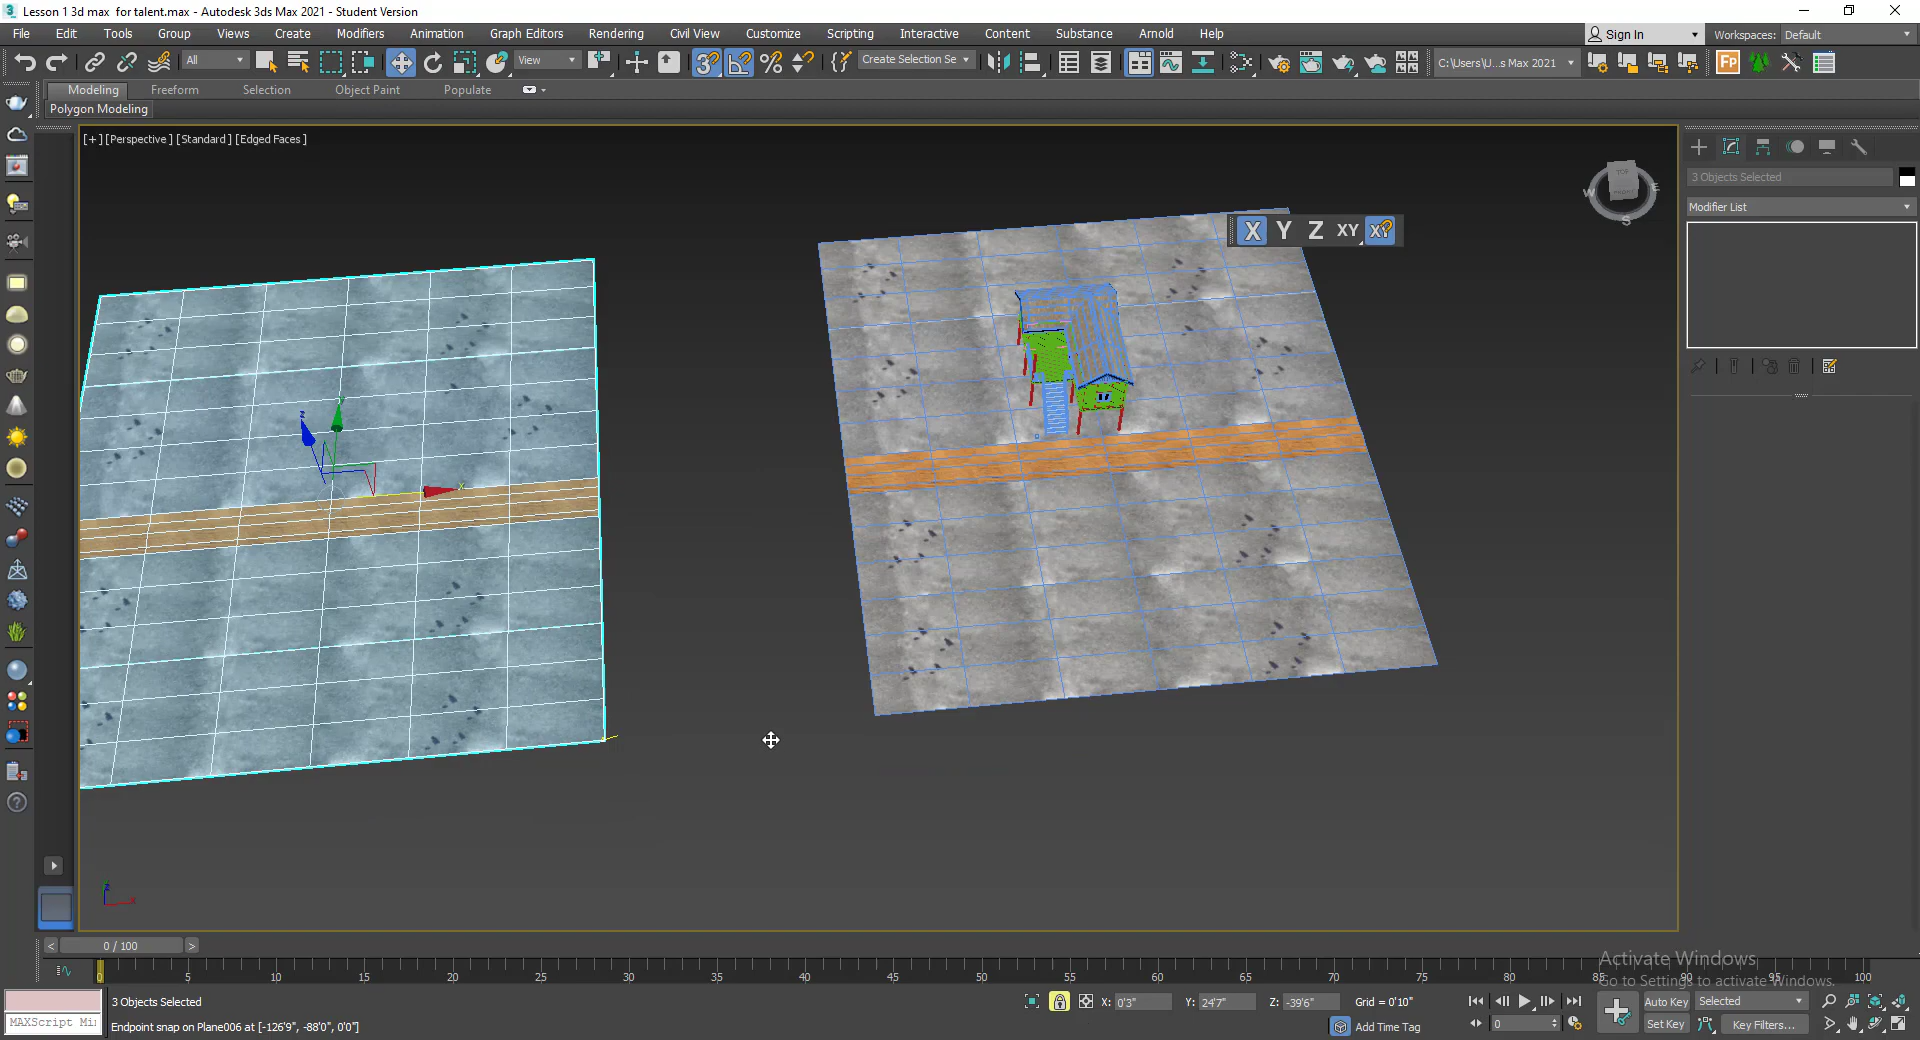 Lesson 1 3d max  for talent.max - Autodesk 3ds Max 2021 - Student Version
File Edit Tools Group Views Create Modifiers Animation Graph Editors Rendering Civil View Customize Scripting Interactive Content Substance Arnold Help Sign In Workspaces: Default
All View Create Selection Se C:\Users\U...s Max 2021
Modeling Freeform Selection Object Paint Populate
Polygon Modeling
[+] [Perspective] [Standard] [Edged Faces]
3 Objects Selected
Modifier List
TOP
FRONT
W E
S
X Y Z XY XY
z y x
z x
< 0 / 100 >
0 5 10 15 20 25 30 35 40 45 50 55 60 65 70 75 80 85 90 95 100
Activate Windows
Go to Settings to activate Windows.
3 Objects Selected X: 0'3" Y: 24'7" Z: -39'6" Grid = 0'10" Auto Key Selected
MAXScript Mi Endpoint snap on Plane006 at [-126'9", -88'0", 0'0"] Add Time Tag 0 Set Key Key Filters...